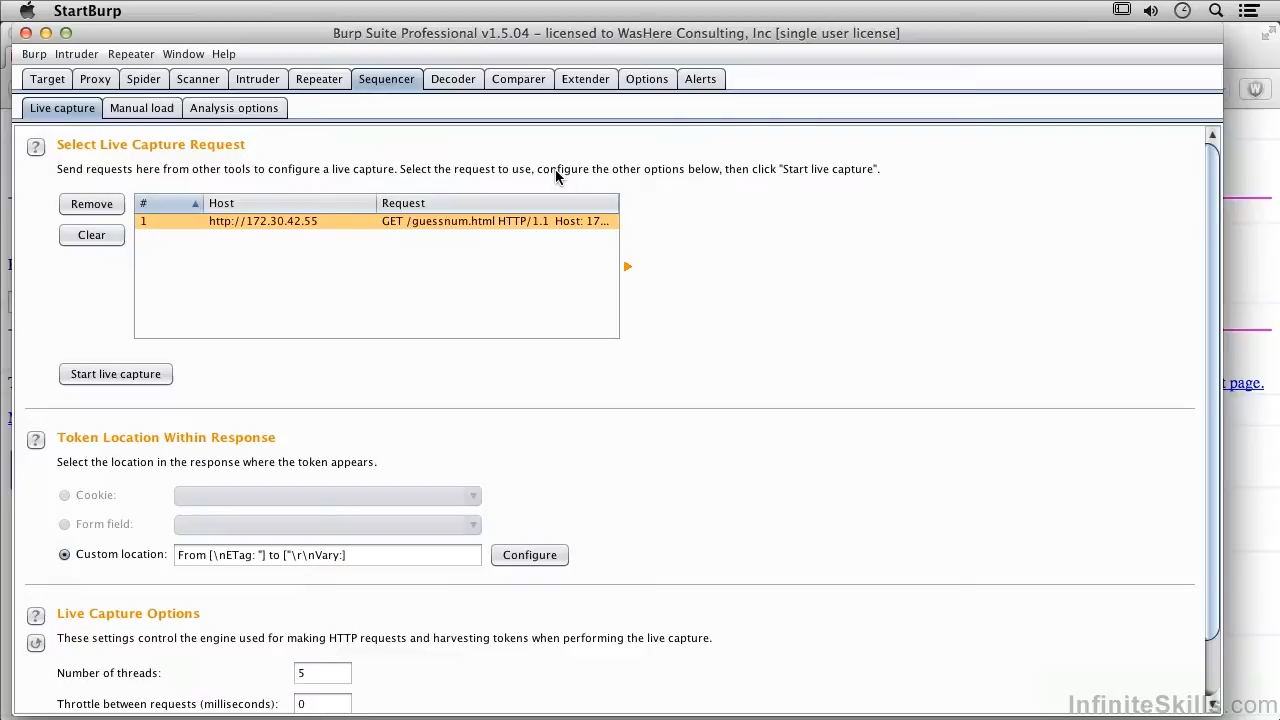 StartBurp
Burp Suite Professional v1.5.04 – licensed to WasHere Consulting, Inc [single user license]
Burp Intruder Repeater Window Help
Target Proxy Spider Scanner Intruder Repeater Sequencer Decoder Comparer Extender Options Alerts
Live capture Manual load Analysis options
? Select Live Capture Request
Send requests here from other tools to configure a live capture. Select the request to use, configure the other options below, then click "Start live capture".
Remove
Clear
# Host Request
1 http://172.30.42.55 GET /guessnum.html HTTP/1.1 Host: 17...
Start live capture
t page.
? Token Location Within Response
Select the location in the response where the token appears.
Cookie:
Form field:
Custom location: From [\nETag: "] to ["\r\nVary:] Configure
? Live Capture Options
These settings control the engine used for making HTTP requests and harvesting tokens when performing the live capture.
Number of threads: 5
Throttle between requests (milliseconds): 0
W
InfiniteSkills.com